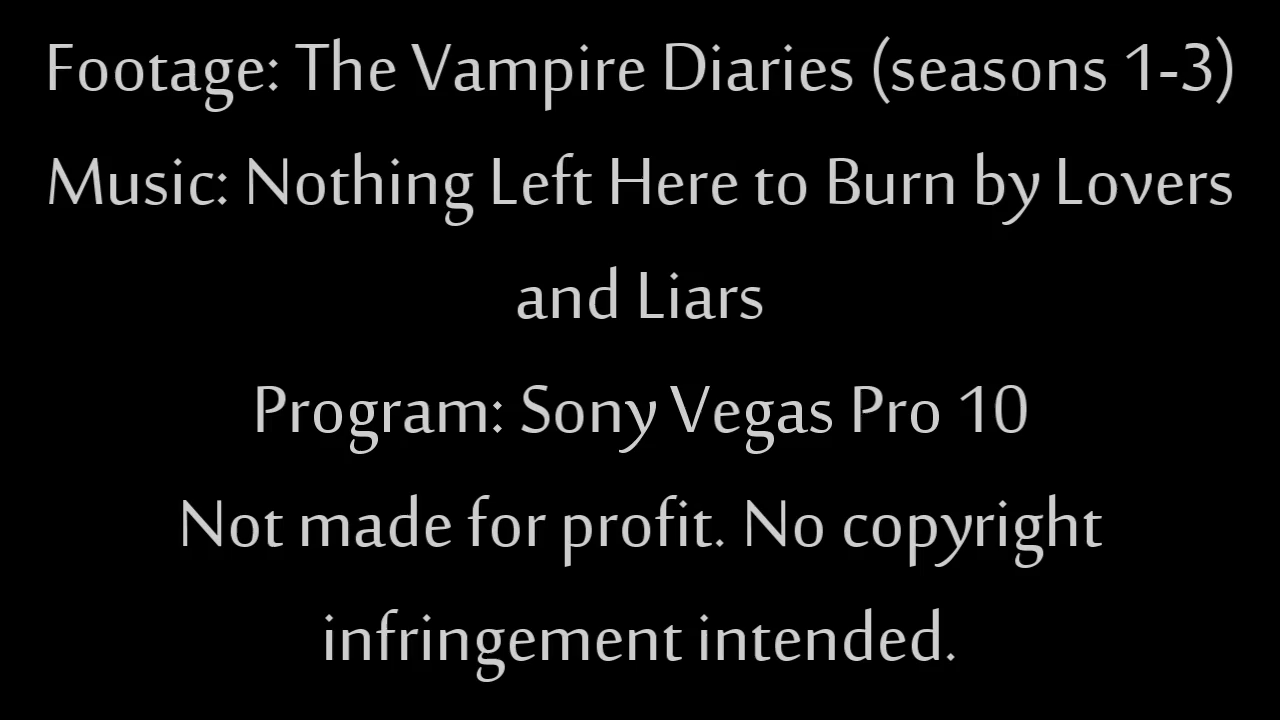 Footage: The Vampire Diaries (seasons 1-3)
Music: Nothing Left Here to Burn by Lovers
and Liars
Program: Sony Vegas Pro 10
Not made for profit. No copyright
infringement intended.